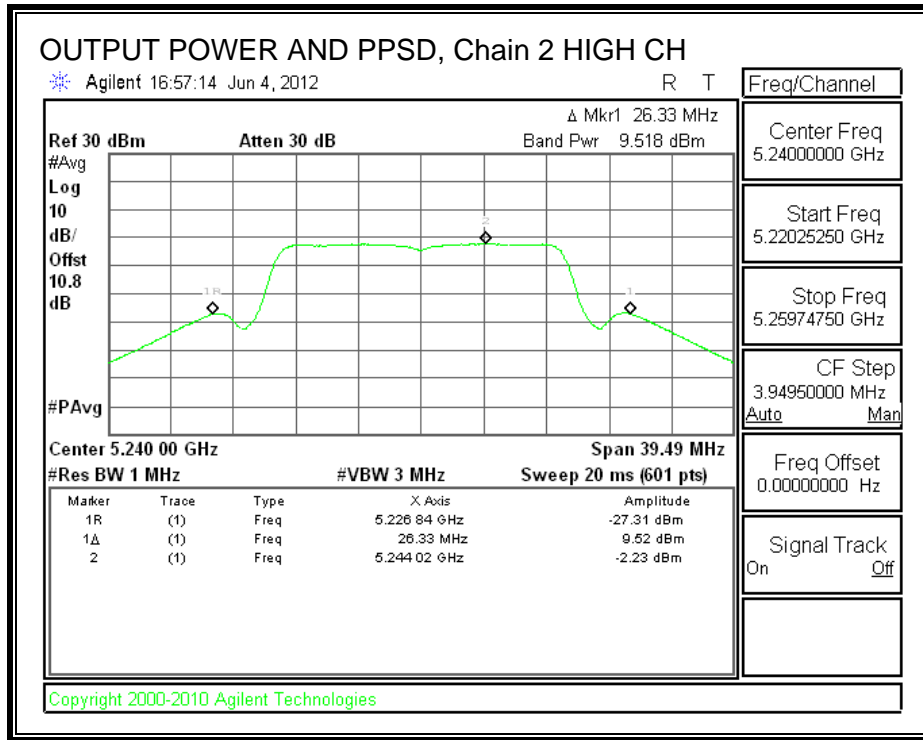 OUTPUT POWER AND PPSD, Chain 2 HIGH CH
Agilent 16:57:14 Jun 4, 2012 R T
Freq/Channel
Δ Mkr1 26.33 MHz
Ref 30 dBm Atten 30 dB Band Pwr 9.518 dBm
#Avg
Log
10
dB/
Offst
10.8
dB
#PAvg
2
1R
1
Center 5.240 00 GHz Span 39.49 MHz
#Res BW 1 MHz #VBW 3 MHz Sweep 20 ms (601 pts)
Marker Trace Type X Axis Amplitude
1R (1) Freq 5.226 84 GHz -27.31 dBm
1Δ (1) Freq 26.33 MHz 9.52 dBm
2 (1) Freq 5.244 02 GHz -2.23 dBm
Center Freq
5.24000000 GHz
Start Freq
5.22025250 GHz
Stop Freq
5.25974750 GHz
CF Step
3.94950000 MHz
Auto Man
Freq Offset
0.00000000 Hz
Signal Track
On Off
Copyright 2000-2010 Agilent Technologies